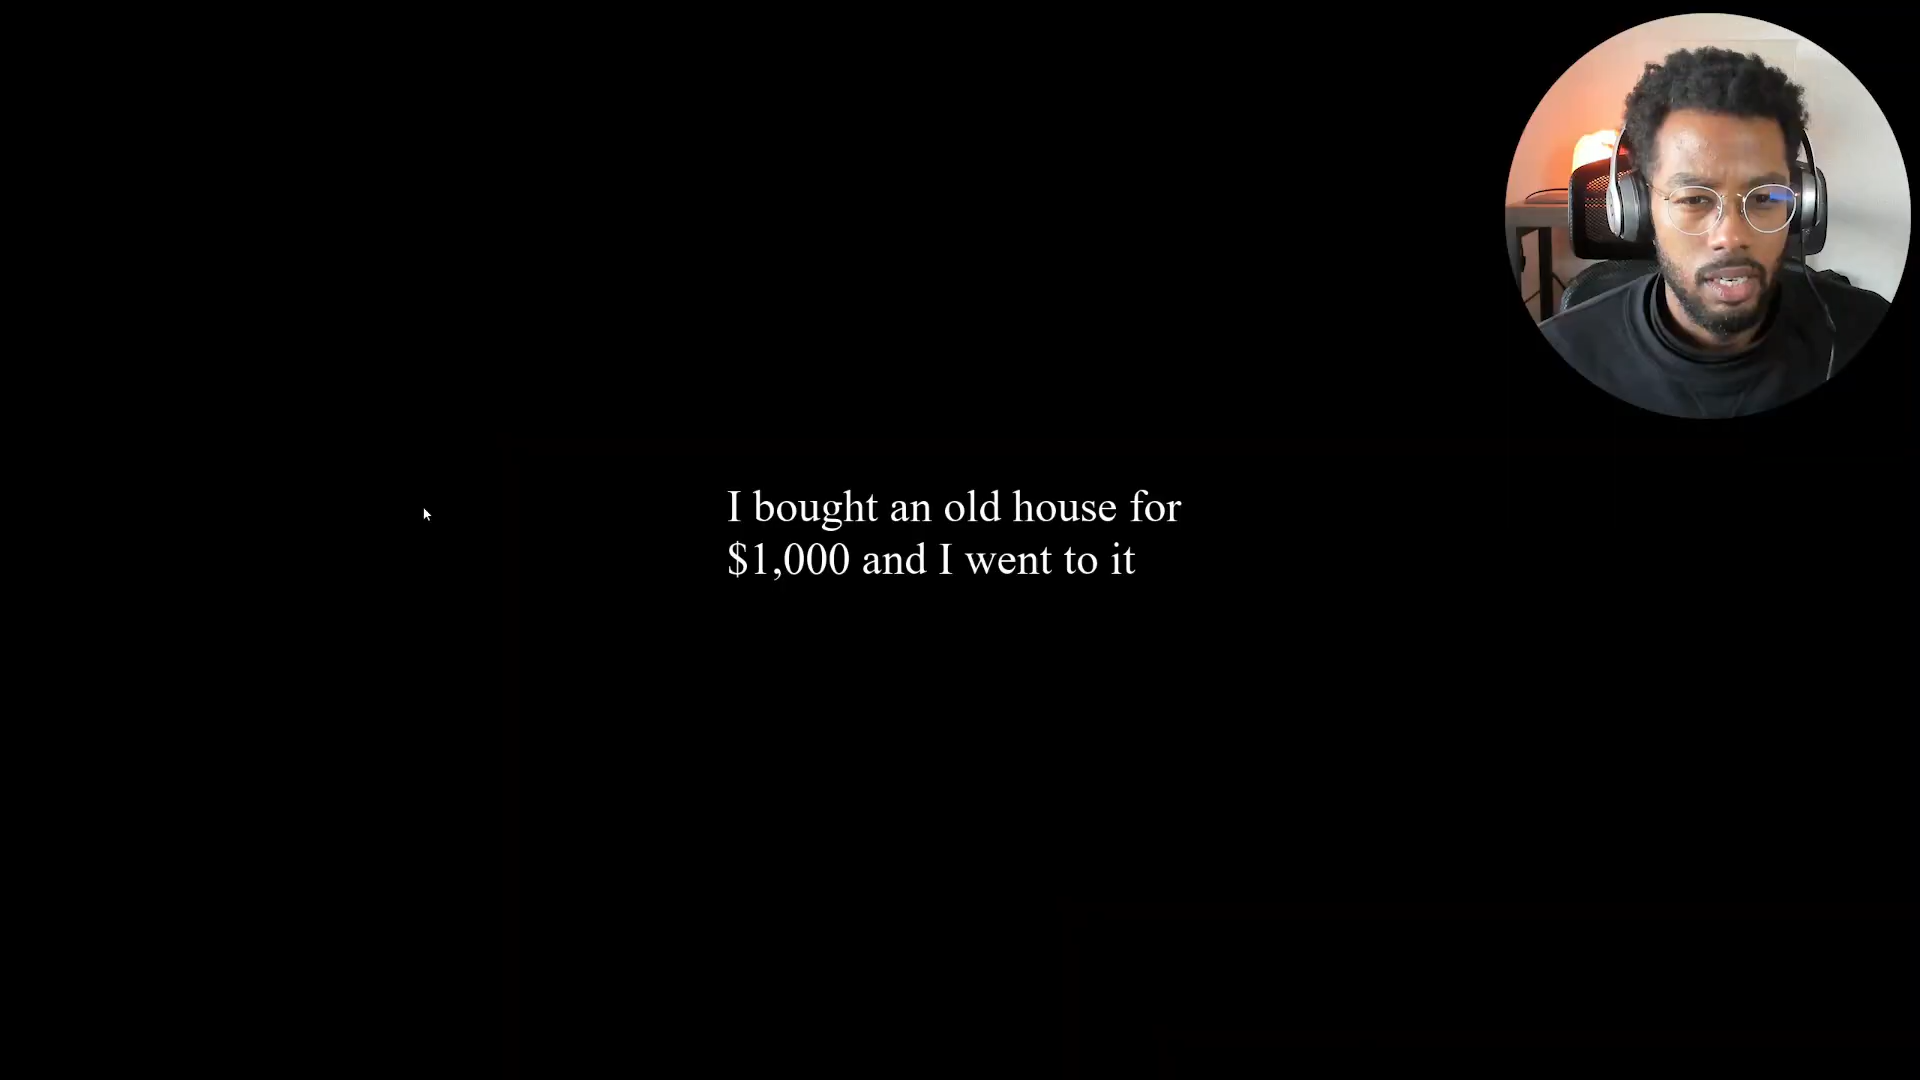 I bought an old house for
$1,000 and I went to it